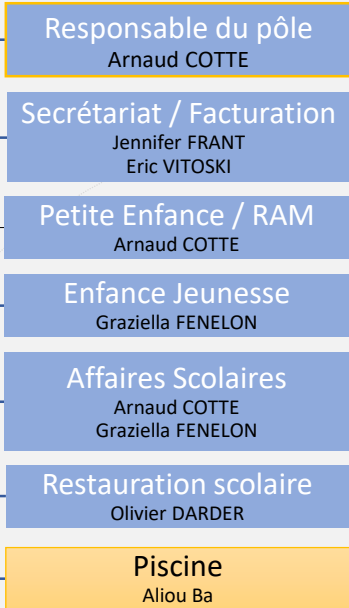 Responsable du pôle
Arnaud COTTE
Secrétariat / Facturation
Jennifer FRANT
Eric VITOSKI
Petite Enfance / RAM
Arnaud COTTE
Enfance Jeunesse
Graziella FENELON
Affaires Scolaires
Arnaud COTTE
Graziella FENELON
Restauration scolaire
Olivier DARDER
Piscine
Aliou Ba